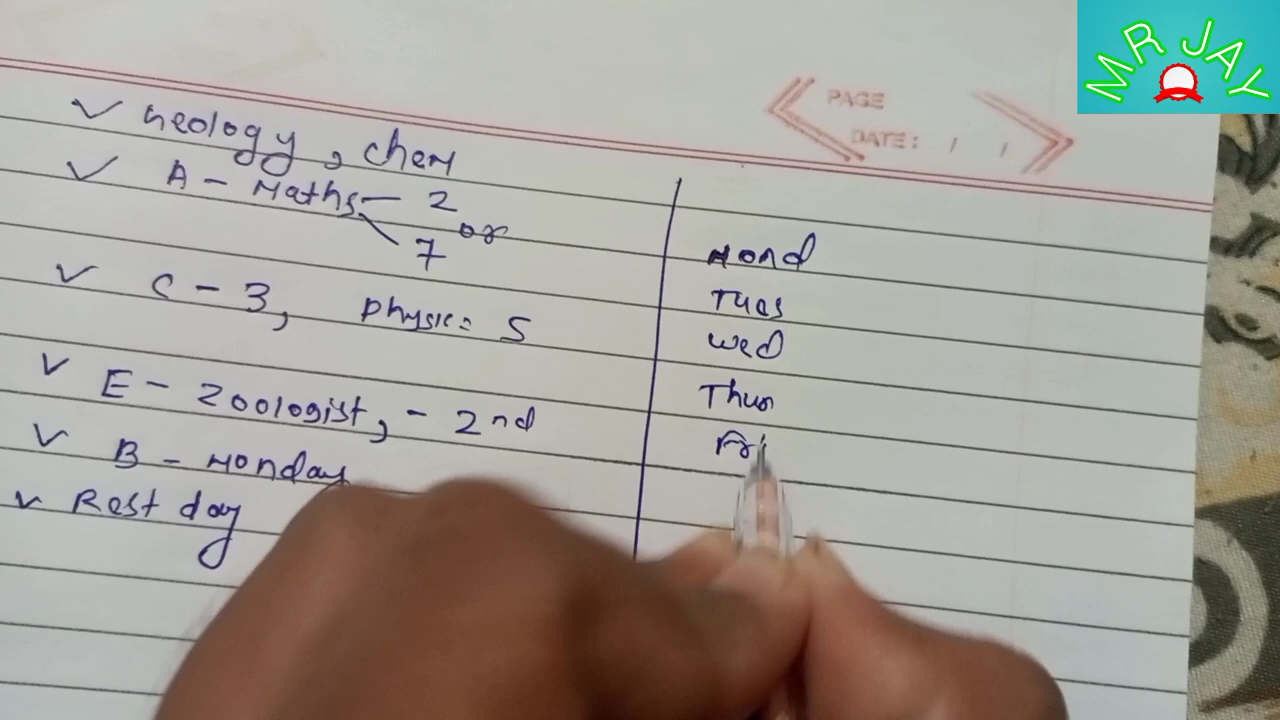 MR JAY
PAGE
DATE: / /
✓ Geology, chem
✓ A - Maths - 2
or
7
✓ C - 3, Physic: 5
✓ E - Zoologist, - 2nd
✓ B - Monday
✓ Rest day
Mond
Tues
Wed
Thur
Fri